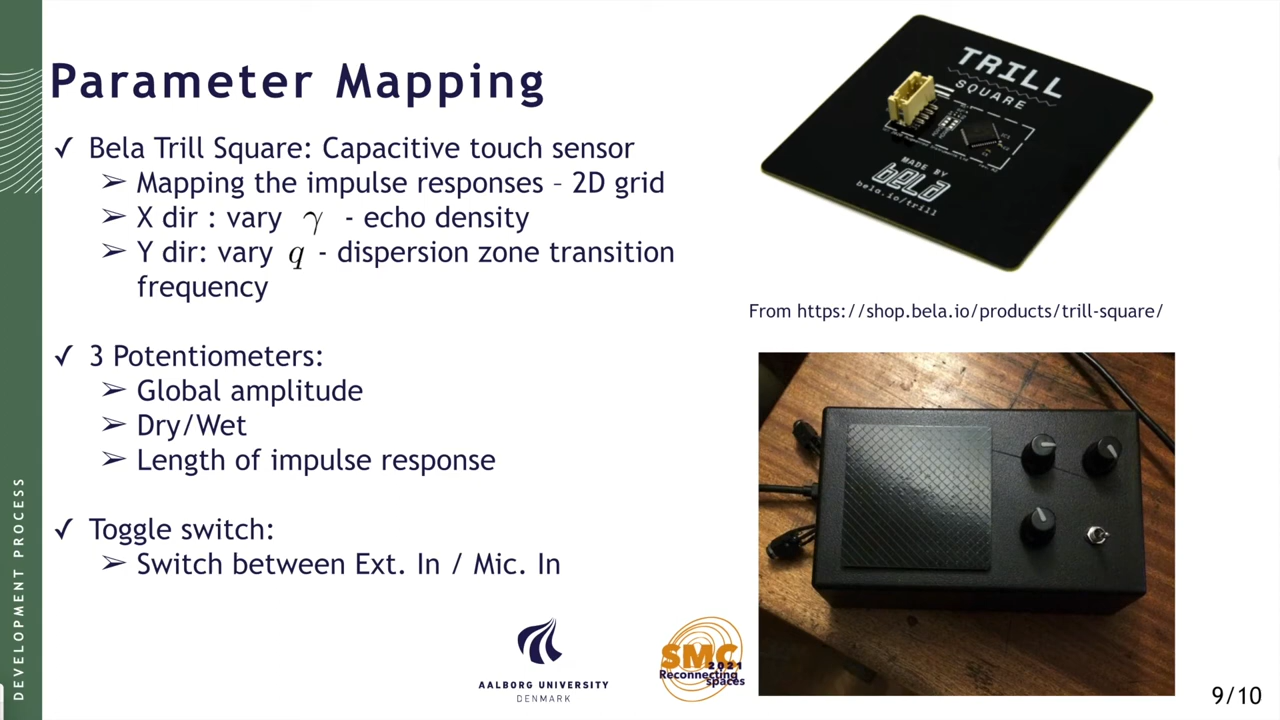 Parameter Mapping
✓ Bela Trill Square: Capacitive touch sensor
➢ Mapping the impulse responses – 2D grid
➢ X dir : vary γ - echo density
➢ Y dir: vary q - dispersion zone transition
frequency
✓ 3 Potentiometers:
➢ Global amplitude
➢ Dry/Wet
➢ Length of impulse response
✓ Toggle switch:
➢ Switch between Ext. In / Mic. In
TRILL
SQUARE
MADE BY
bela
bela.io/trill
From https://shop.bela.io/products/trill-square/
DEVELOPMENT PROCESS
AALBORG UNIVERSITY
DENMARK
SMC
2021
Reconnecting
spaces
9/10